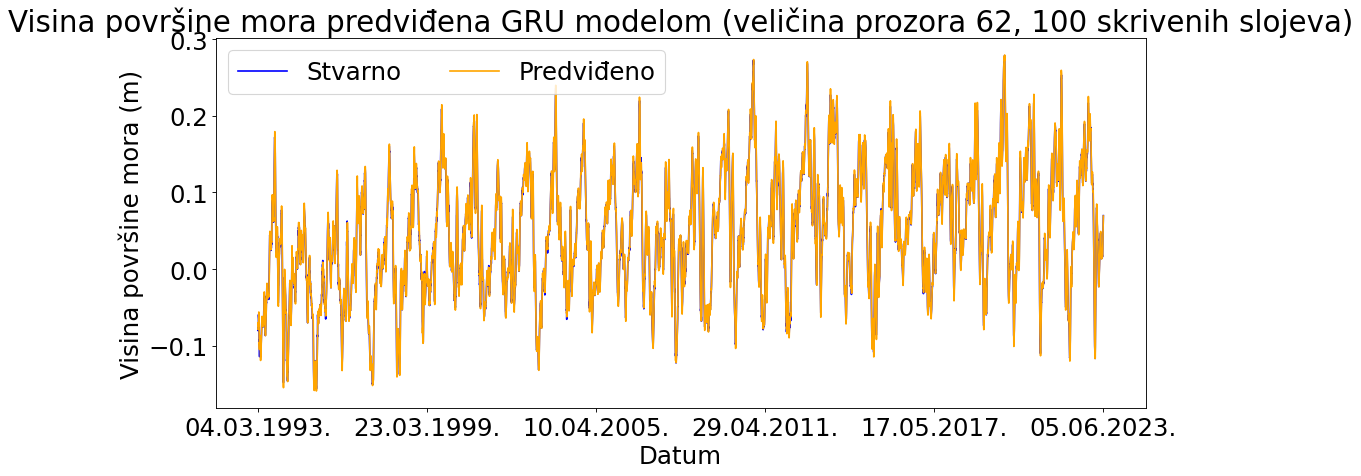 Visina površine mora predviđena GRU modelom (veličina prozora 62, 100 skrivenih slojeva)
Stvarno Predviđeno
Visina površine mora (m)
0.3
0.2
0.1
0.0
−0.1
04.03.1993. 23.03.1999. 10.04.2005. 29.04.2011. 17.05.2017. 05.06.2023.
Datum